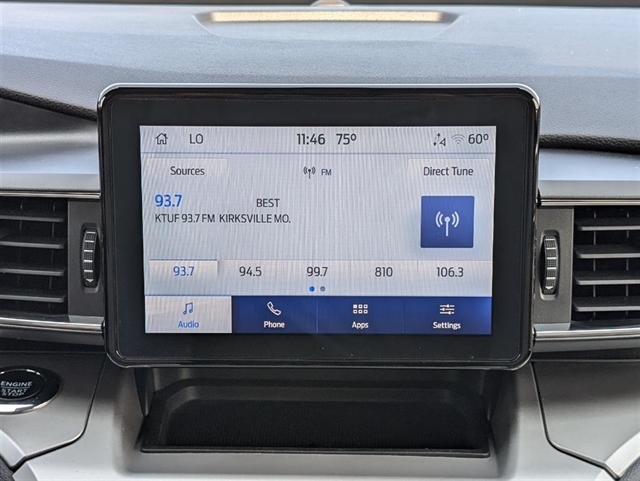 LO 11:46 75° 60°
Sources FM Direct Tune
93.7 BEST
KTUF 93.7 FM KIRKSVILLE MO.
93.7 94.5 99.7 810 106.3
Audio Phone Apps Settings
ENGINE
START
STOP